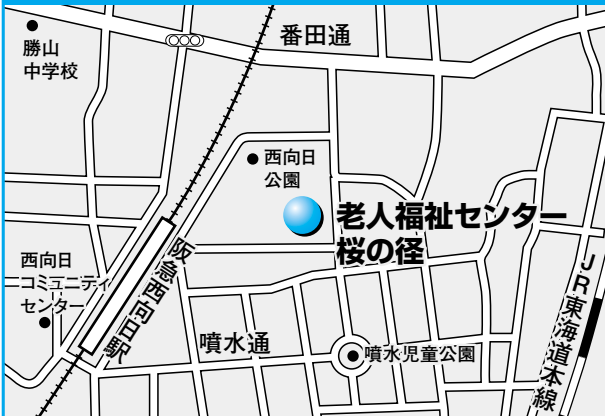 番田通
勝山
中学校
西向日
公園
老人福祉センター
桜の径
西向日
コミュニティ
センター
阪急西向日駅
噴水通
噴水児童公園
JR東海道本線